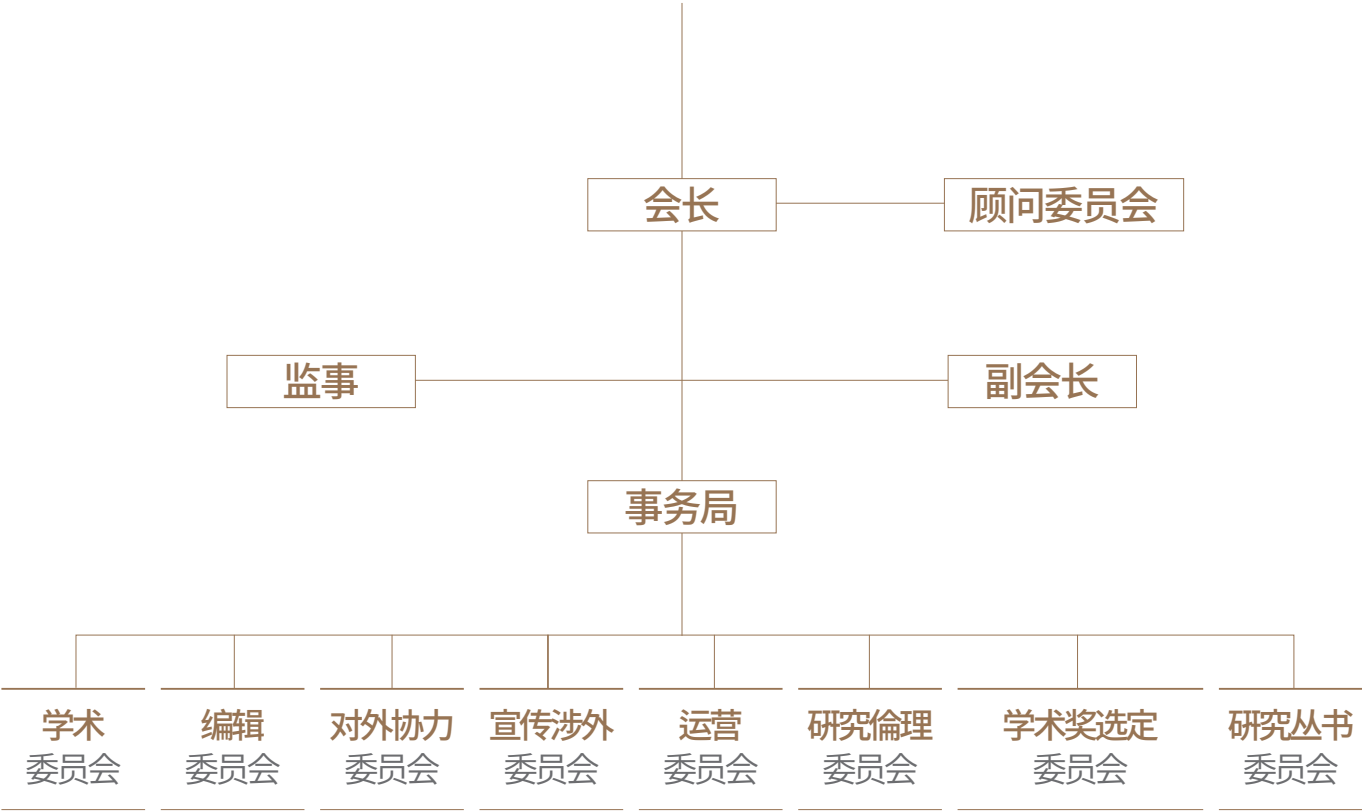 会长
顾问委员会
监事
副会长
事务局
学术
委员会
编辑
委员会
对外协力
委员会
宣传涉外
委员会
运营
委员会
研究倫理
委员会
学术奖选定
委员会
研究丛书
委员会